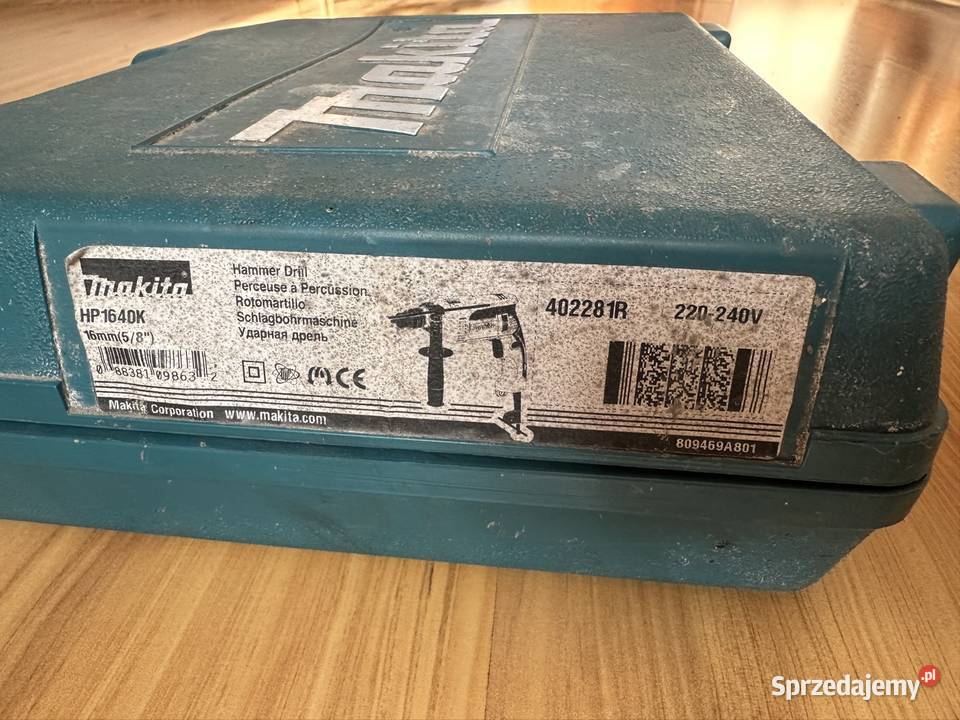 Makita
Makita
HP1640K
16mm(5/8")
0 88381 09863 2
Hammer Drill
Perceuse à Percussion
Rotomartillo
Schlagbohrmaschine
Ударная дрель
CE
402281R 220-240V
Makita Corporation www.makita.com
809469A801
Sprzedajemy.pl